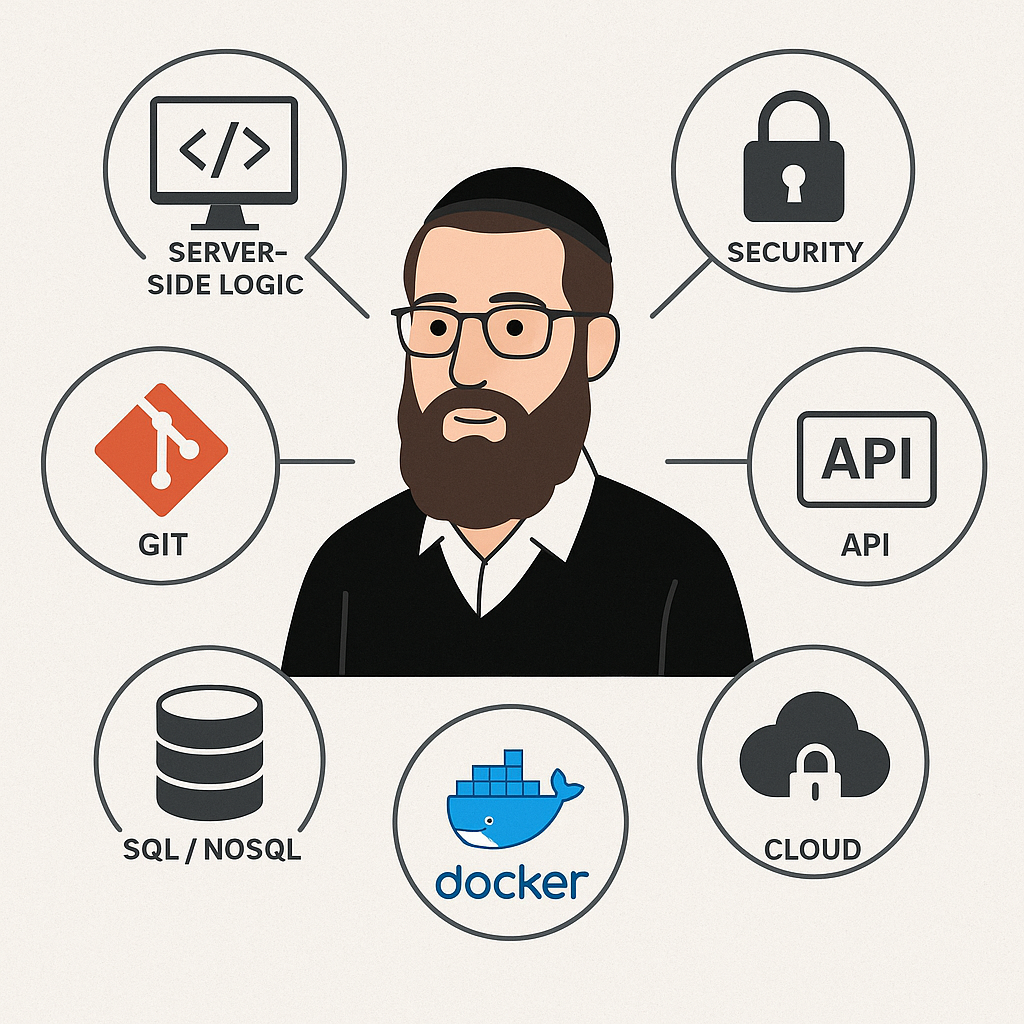 </>
SERVER-
SIDE LOGIC
SECURITY
GIT
API
API
SQL / NOSQL
docker
CLOUD